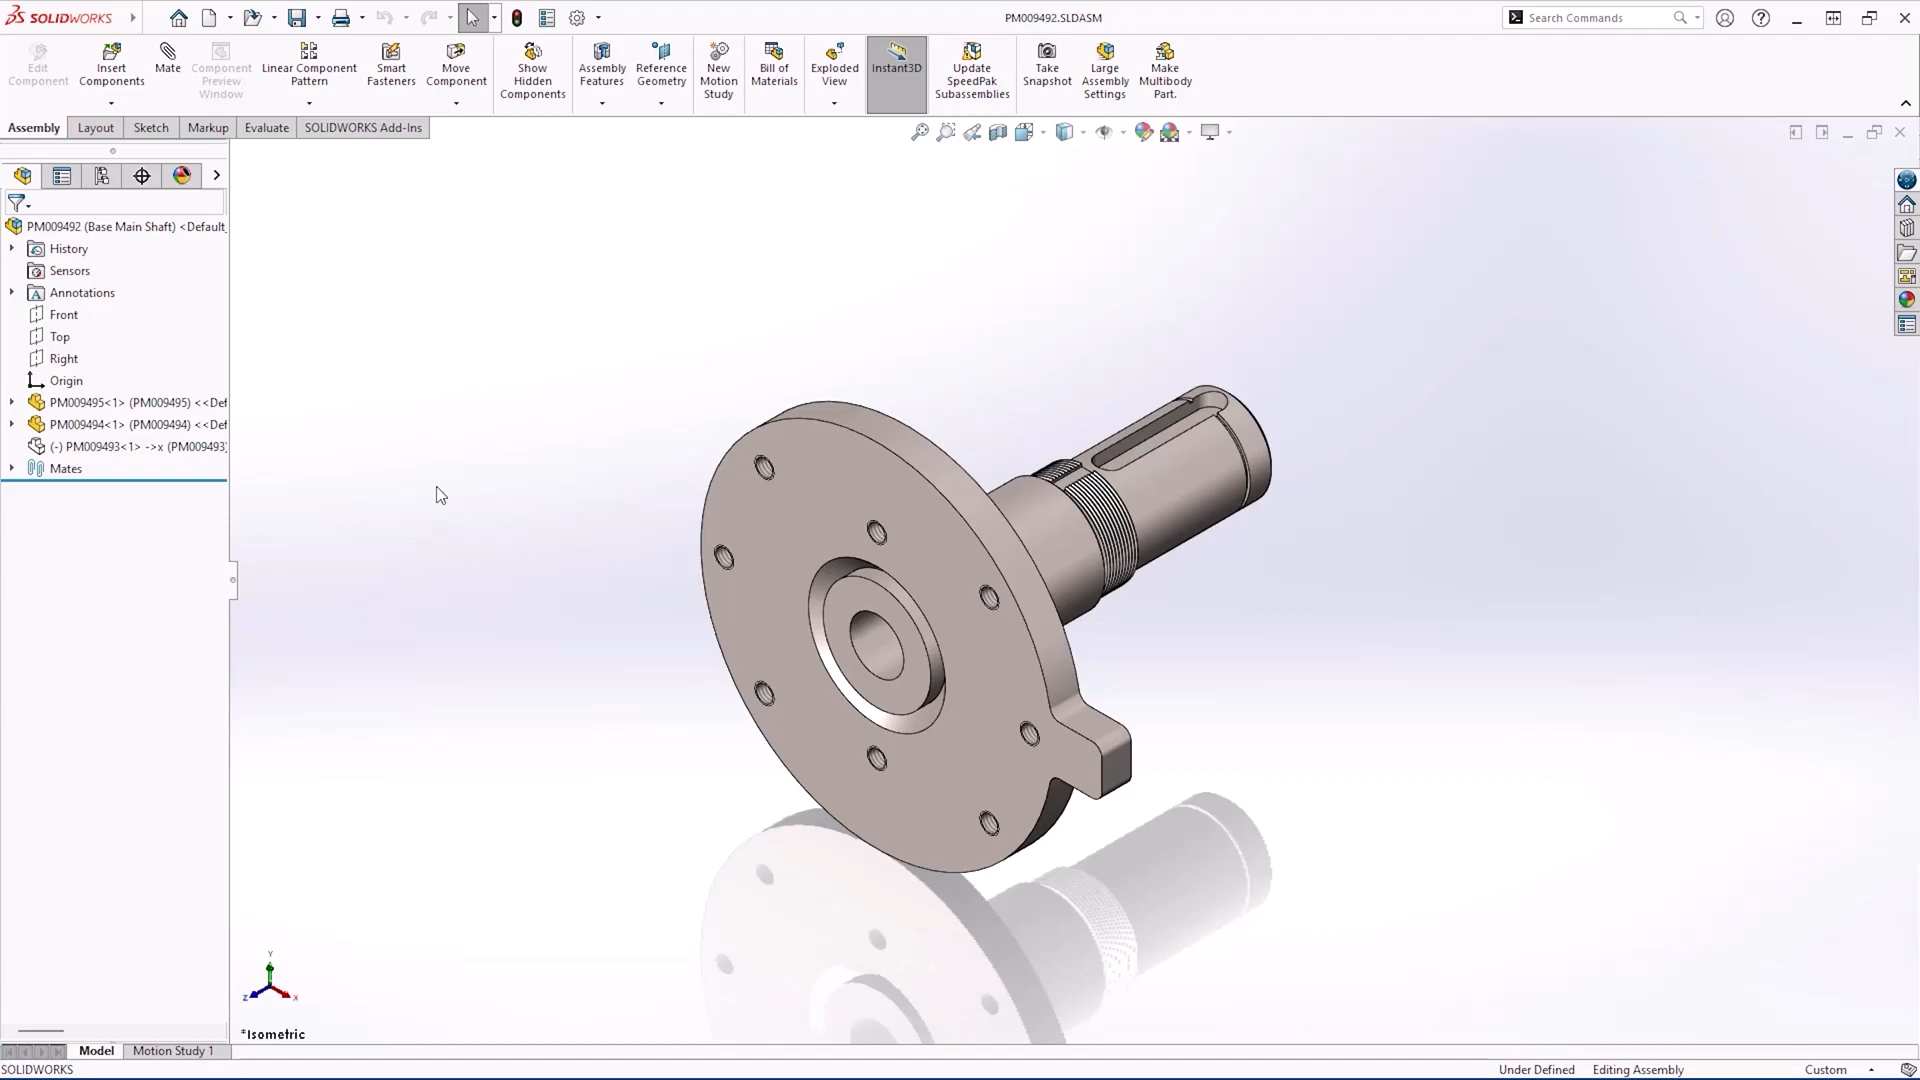 SOLIDWORKS
PM009492.SLDASM
Search Commands
Edit Component
Insert Components
Mate
Component Preview Window
Linear Component Pattern
Smart Fasteners
Move Component
Show Hidden Components
Assembly Features
Reference Geometry
New Motion Study
Bill of Materials
Exploded View
Instant3D
Update SpeedPak Subassemblies
Take Snapshot
Large Assembly Settings
Make Multibody Part.
Assembly
Layout
Sketch
Markup
Evaluate
SOLIDWORKS Add-Ins
PM009492 (Base Main Shaft) <Default_
History
Sensors
Annotations
Front
Top
Right
Origin
PM009495<1> (PM009495) <<Def
PM009494<1> (PM009494) <<Def
(-) PM009493<1> ->x (PM009493)
Mates
Y
Z
X
*Isometric
Model
Motion Study 1
SOLIDWORKS
Under Defined
Editing Assembly
Custom